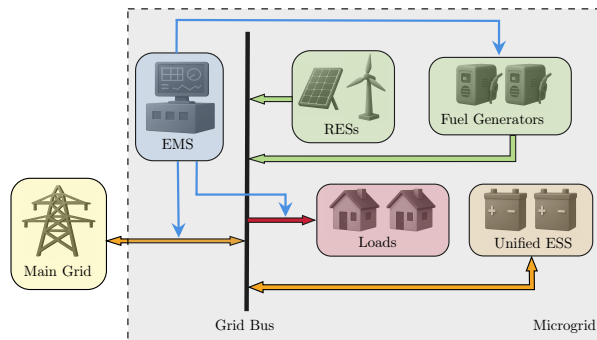 EMS
RESs
Fuel Generators
Main Grid
Loads
Unified ESS
Grid Bus
Microgrid